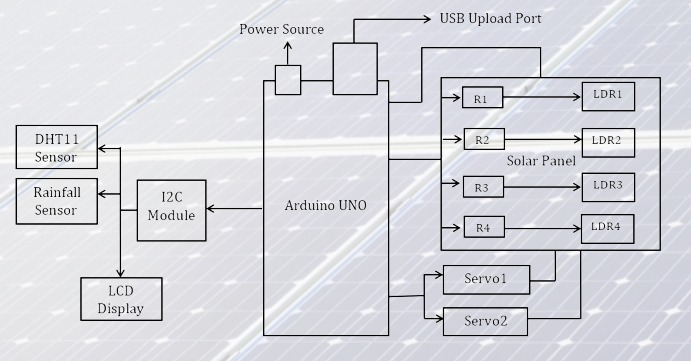 Power Source
USB Upload Port
DHT11
Sensor
Rainfall
Sensor
I2C
Module
LCD
Display
Arduino UNO
R1
LDR1
R2
LDR2
Solar Panel
R3
LDR3
R4
LDR4
Servo1
Servo2